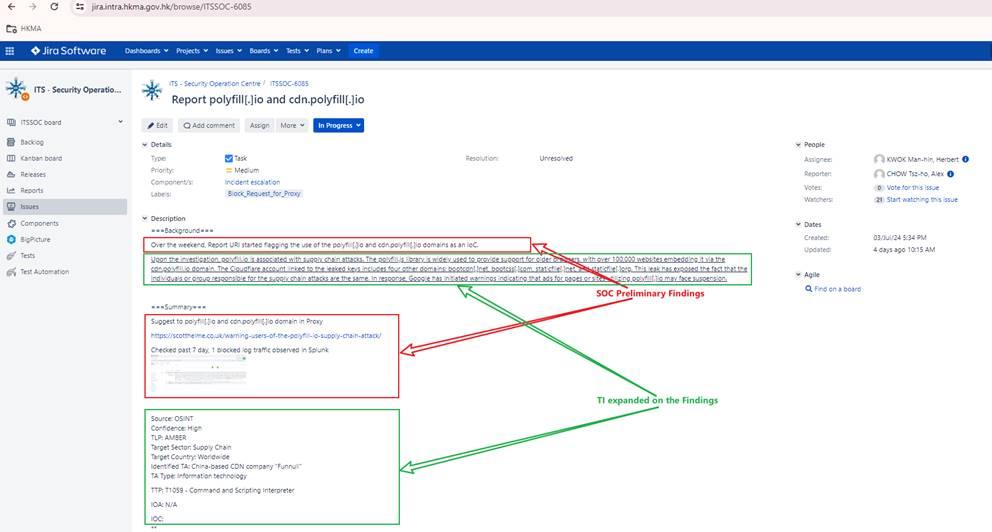 jira.intra.hkma.gov.hk/browse/ITSSOC-6085
HKMA
Jira Software Dashboards Projects Issues Boards Tests Plans Create
ITS - Security Operatio...
ITSSOC board
Backlog
Kanban board
Releases
Reports
Issues
Components
BigPicture
Tests
Test Automation
ITS - Security Operation Centre / ITSSOC-6085
Report polyfill[.]io and cdn.polyfill[.]io
Edit Add comment Assign More In Progress
Details
Type: Task Resolution: Unresolved
Priority: Medium
Component/s: Incident escalation
Labels: Block_Request_for_Proxy
Description
===Background===
Over the weekend, Report URI started flagging the use of the polyfill[.]io and cdn.polyfill[.]io domains as an IoC.
Upon the investigation, polyfill.io is associated with supply chain attacks. The polyfill.js library is widely used to provide support for older browsers, with over 100,000 websites embedding it via the
cdn.polyfill.io domain. The Cloudflare account linked to the leaked keys includes four other domains: bootcdn[.]net, bootcss[.]com, staticfile[.]net, and staticfile[.]org. This leak has exposed the fact that the
individuals or group responsible for the supply chain attacks are the same. In response, Google has initiated warnings indicating that ads for pages or sites utilizing polyfill[.]io may face suspension.
SOC Preliminary Findings
===Summary===
Suggest to polyfill[.]io and cdn.polyfill[.]io domain in Proxy
https://scotthelme.co.uk/warning-users-of-the-polyfill-io-supply-chain-attack/
Checked past 7 day, 1 blocked log traffic observed in Splunk
TI expanded on the Findings
Source: OSINT
Confidence: High
TLP: AMBER
Target Sector: Supply Chain
Target Country: Worldwide
Identified TA: China-based CDN company "Funnull"
TA Type: Information technology
TTP: T1059 - Command and Scripting Interpreter
IOA: N/A
IOC:
People
Assignee: KWOK Man-hin, Herbert
Reporter: CHOW Tsz-ho, Alex
Votes: 0 Vote for this issue
Watchers: 21 Start watching this issue
Dates
Created: 03/Jul/24 5:34 PM
Updated: 4 days ago 10:15 AM
Agile
Find on a board